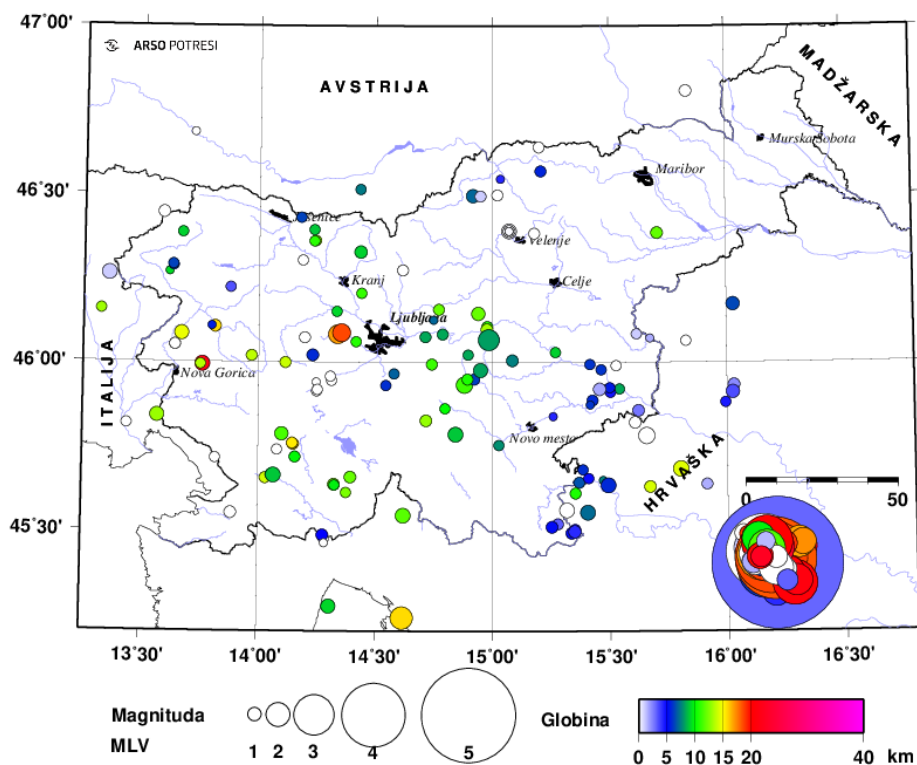 47°00'
ARSO POTRESI
AVSTRIJA
MADŽARSKA
Murska Sobota
Maribor
46°30'
Velenje
Kranj
Celje
Ljubljana
46°00'
ITALIJA
Nova Gorica
Novo mesto
HRVAŠKA
0 50
45°30'
13°30' 14°00' 14°30' 15°00' 15°30' 16°00' 16°30'
Magnituda
MLV
1 2 3 4 5
Globina
0 5 10 15 20 40 km